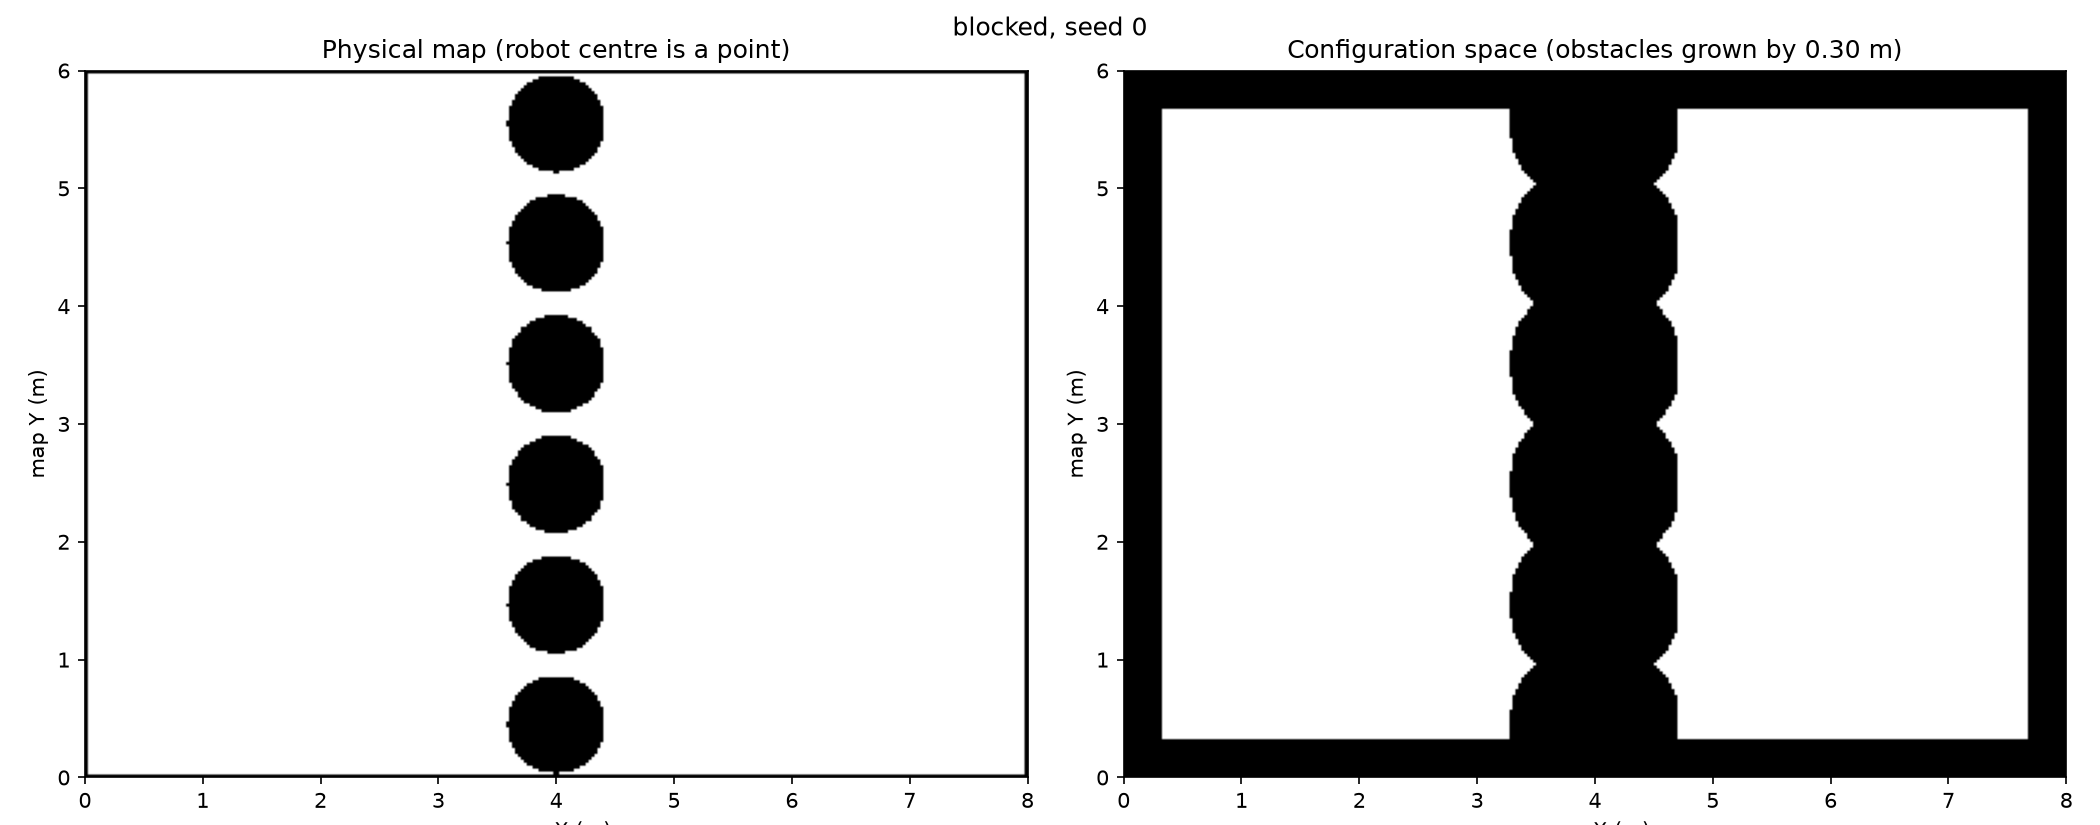 blocked, seed 0
Physical map (robot centre is a point)
Configuration space (obstacles grown by 0.30 m)
map Y (m)
6
5
4
3
2
1
0
0 1 2 3 4 5 6 7 8
map Y (m)
6
5
4
3
2
1
0
0 1 2 3 4 5 6 7 8